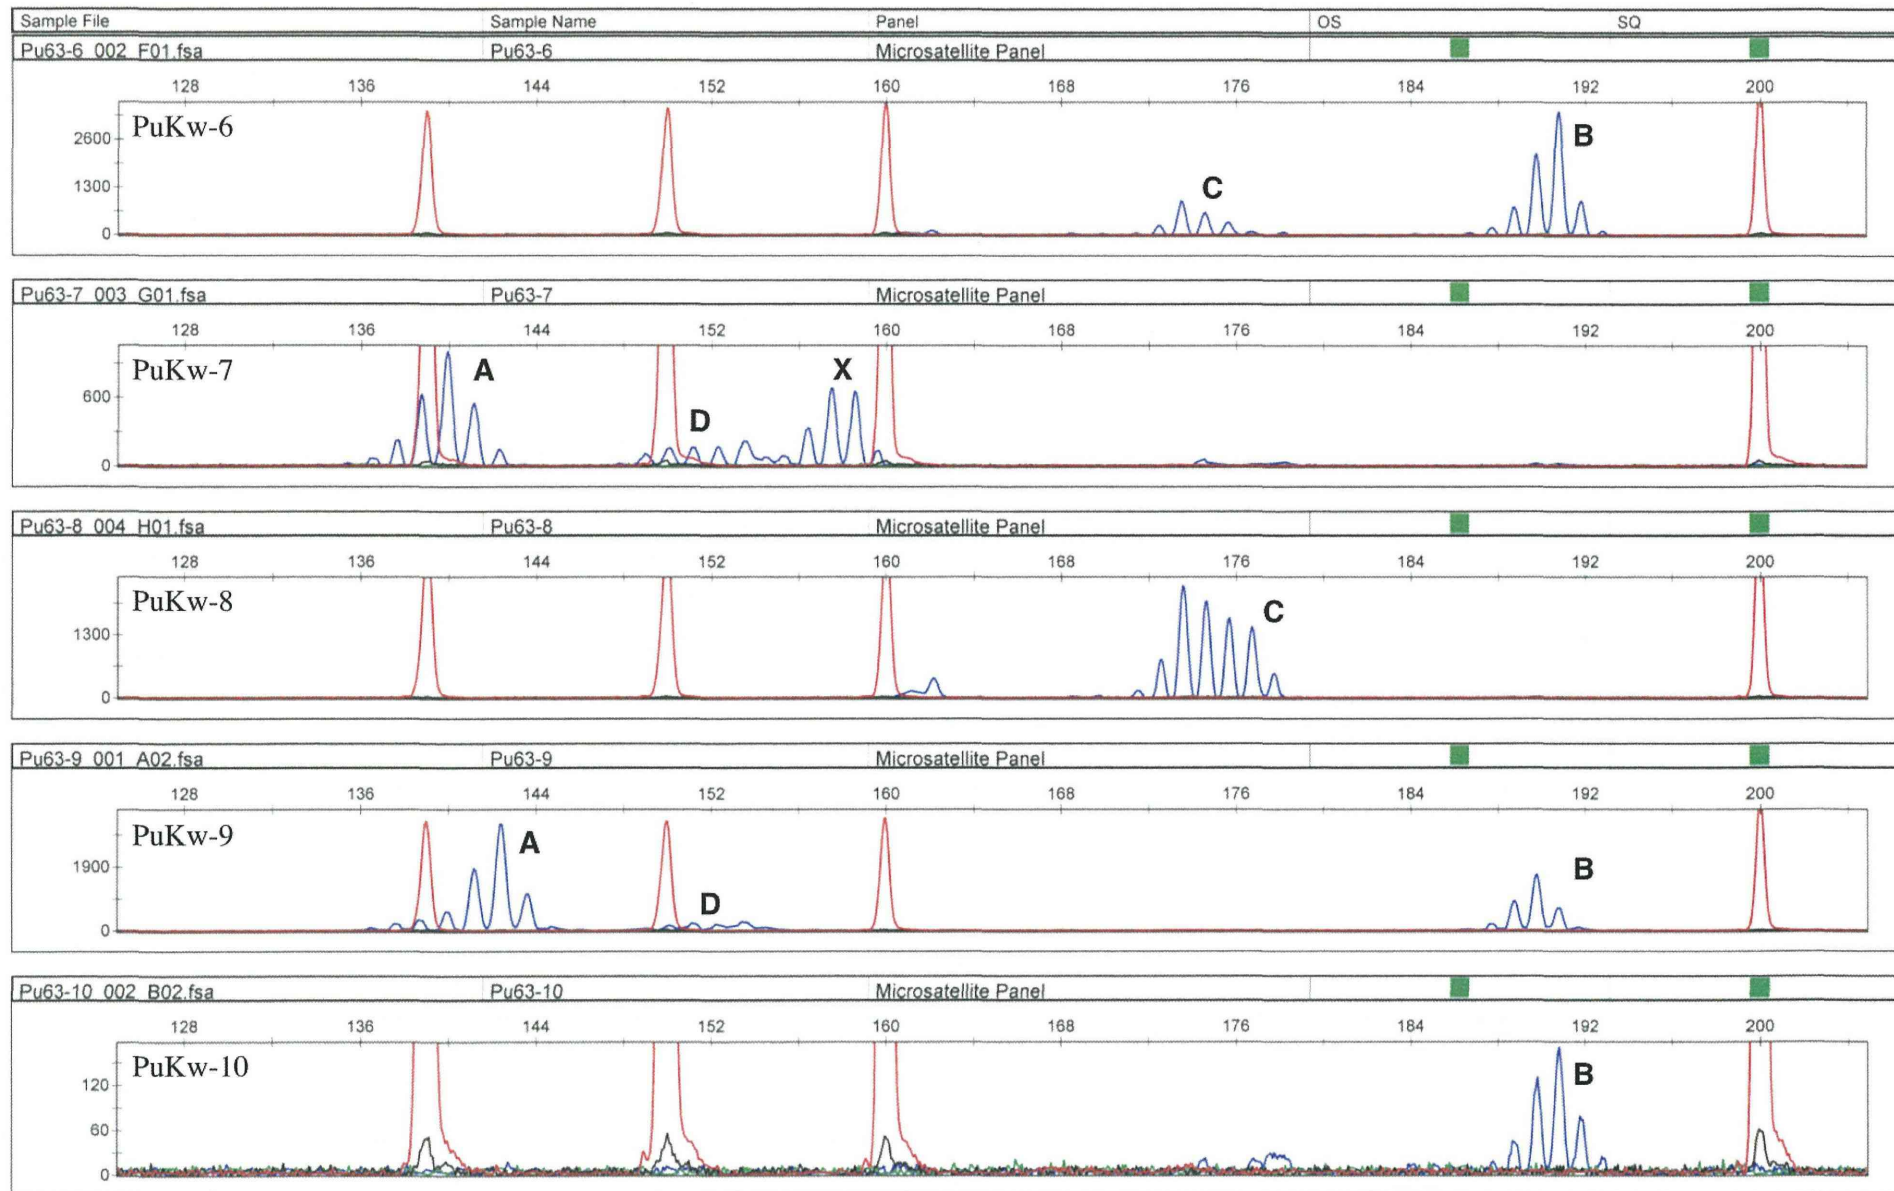 Sample File Sample Name Panel OS SQ
Pu63-6_002_F01.fsa Pu63-6 Microsatellite Panel
128 136 144 152 160 168 176 184 192 200
PuKw-6
B
2600
C
1300
0
Pu63-7_003_G01.fsa Pu63-7 Microsatellite Panel
128 136 144 152 160 168 176 184 192 200
PuKw-7 A X
600
D
0
Pu63-8_004_H01.fsa Pu63-8 Microsatellite Panel
128 136 144 152 160 168 176 184 192 200
PuKw-8 C
1300
0
Pu63-9_001_A02.fsa Pu63-9 Microsatellite Panel
128 136 144 152 160 168 176 184 192 200
PuKw-9 A
1900 B
D
0
Pu63-10_002_B02.fsa Pu63-10 Microsatellite Panel
128 136 144 152 160 168 176 184 192 200
PuKw-10 B
120
60
0